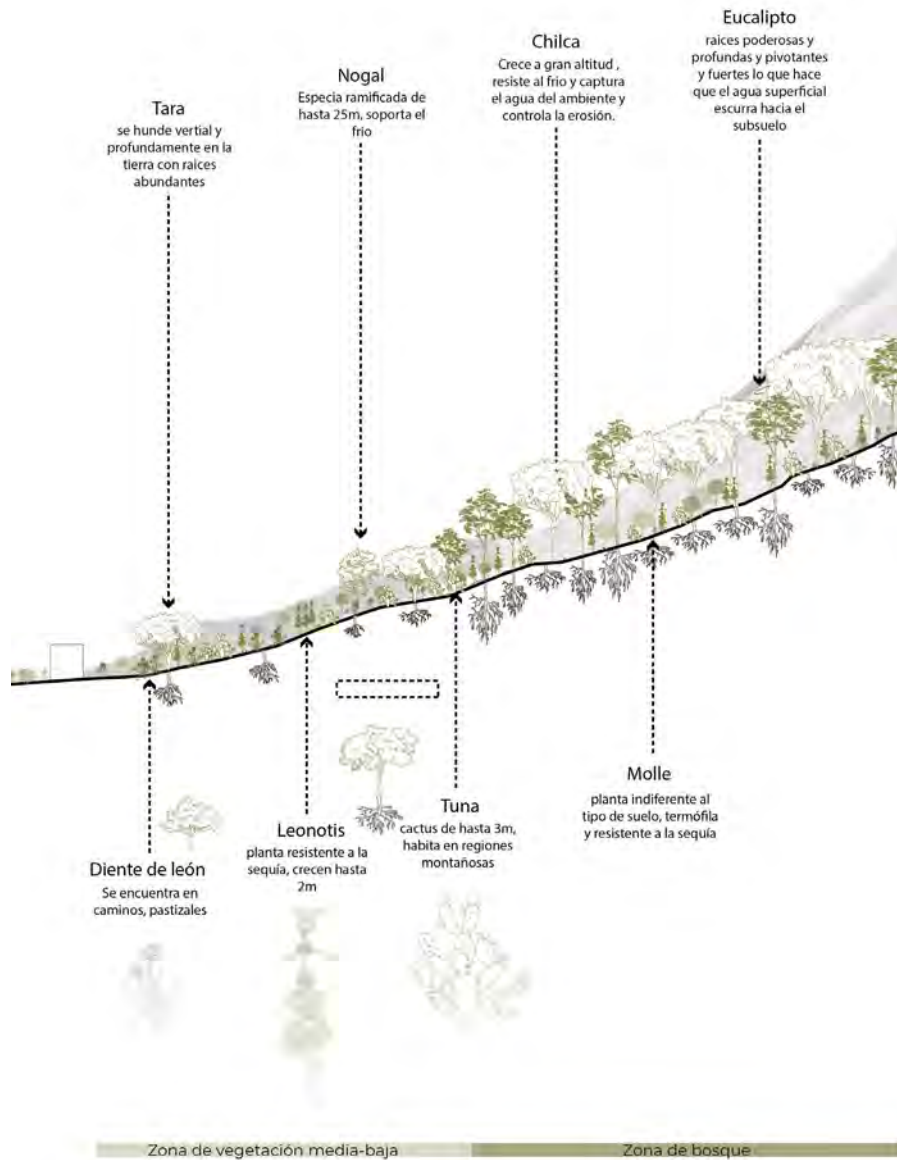 Eucalipto
raices poderosas y
profundas y pivotantes
y fuertes lo que hace
que el agua superficial
escurra hacia el
subsuelo
Chilca
Crece a gran altitud ,
resiste al frio y captura
el agua del ambiente y
controla la erosión.
Nogal
Especia ramificada de
hasta 25m, soporta el
frio
Tara
se hunde vertial y
profundamente en la
tierra con raices
abundantes
Diente de león
Se encuentra en
caminos, pastizales
Leonotis
planta resistente a la
sequía, crecen hasta
2m
Tuna
cactus de hasta 3m,
habita en regiones
montañosas
Molle
planta indiferente al
tipo de suelo, termófila
y resistente a la sequía
Zona de vegetación media-baja
Zona de bosque